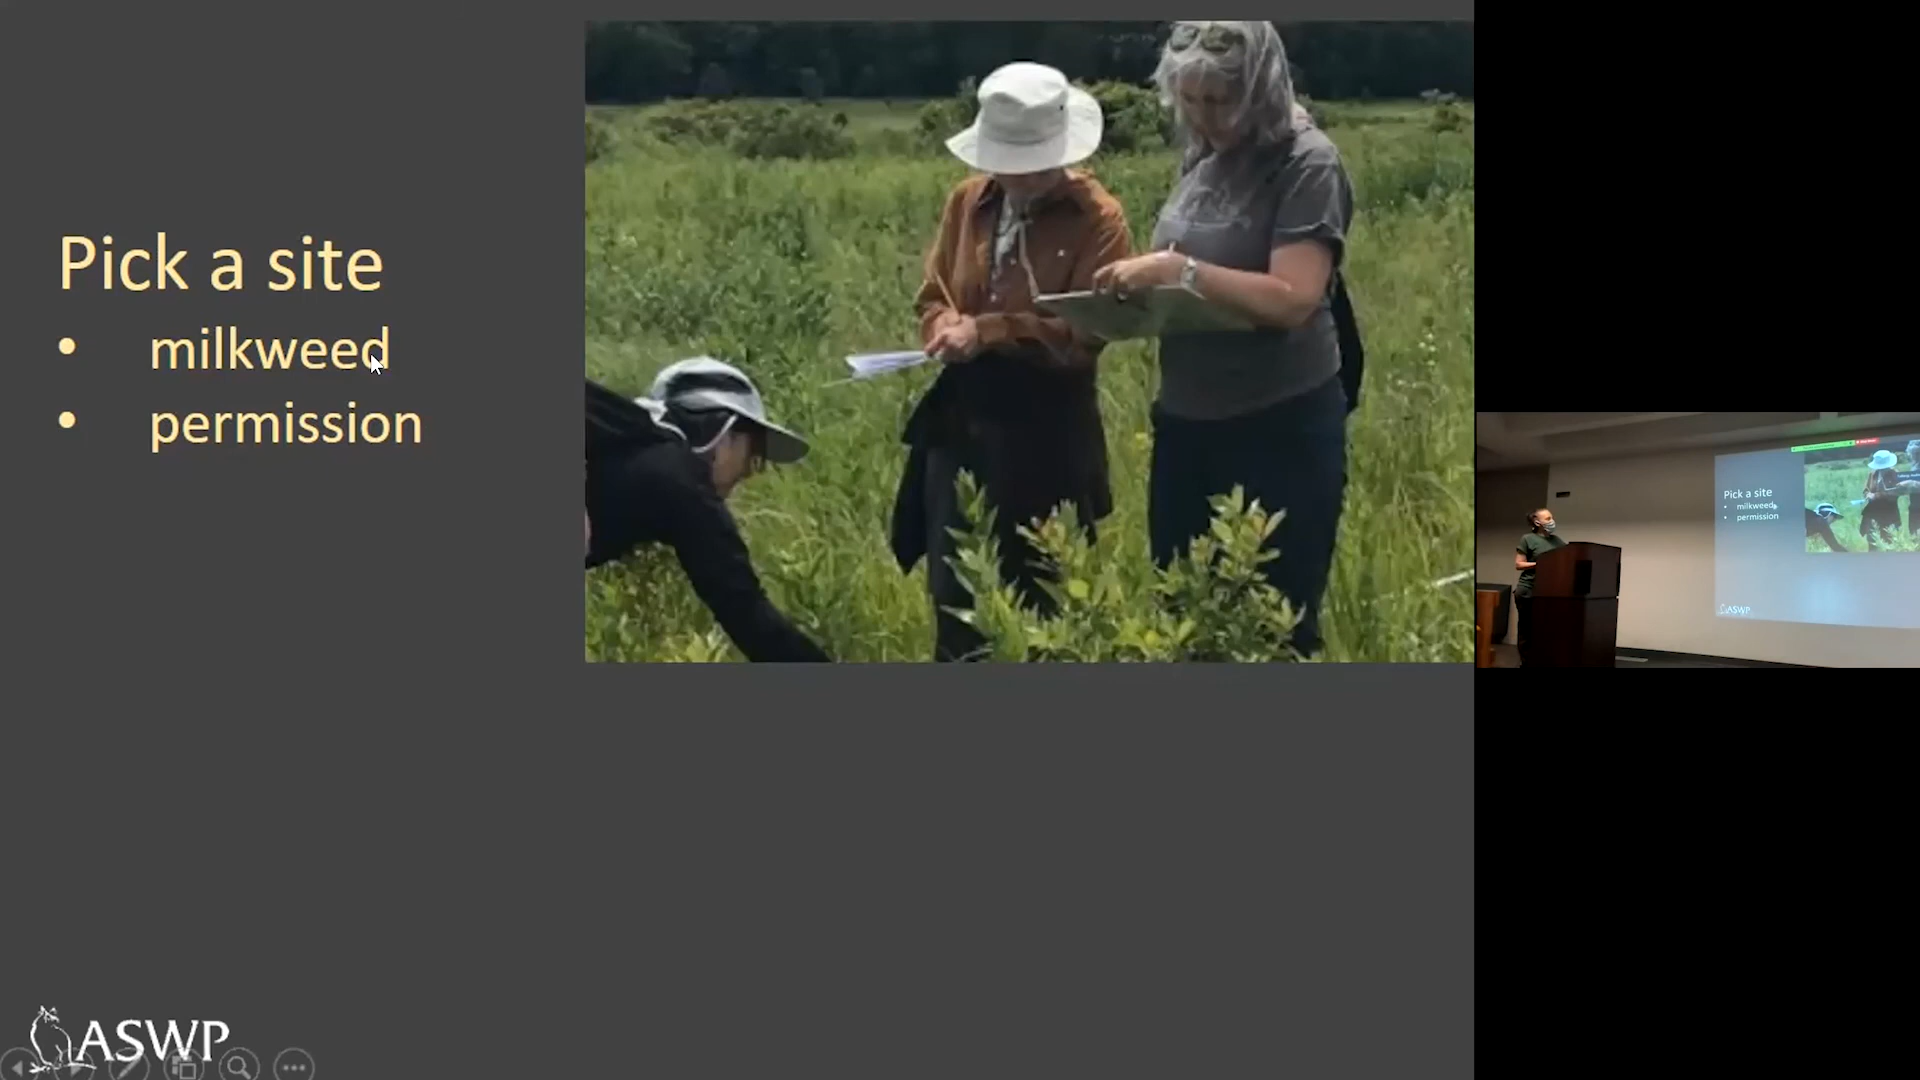 Pick a site
• milkweed
• permission
ASWP
Pick a site
• milkweed
• permission
ASWP